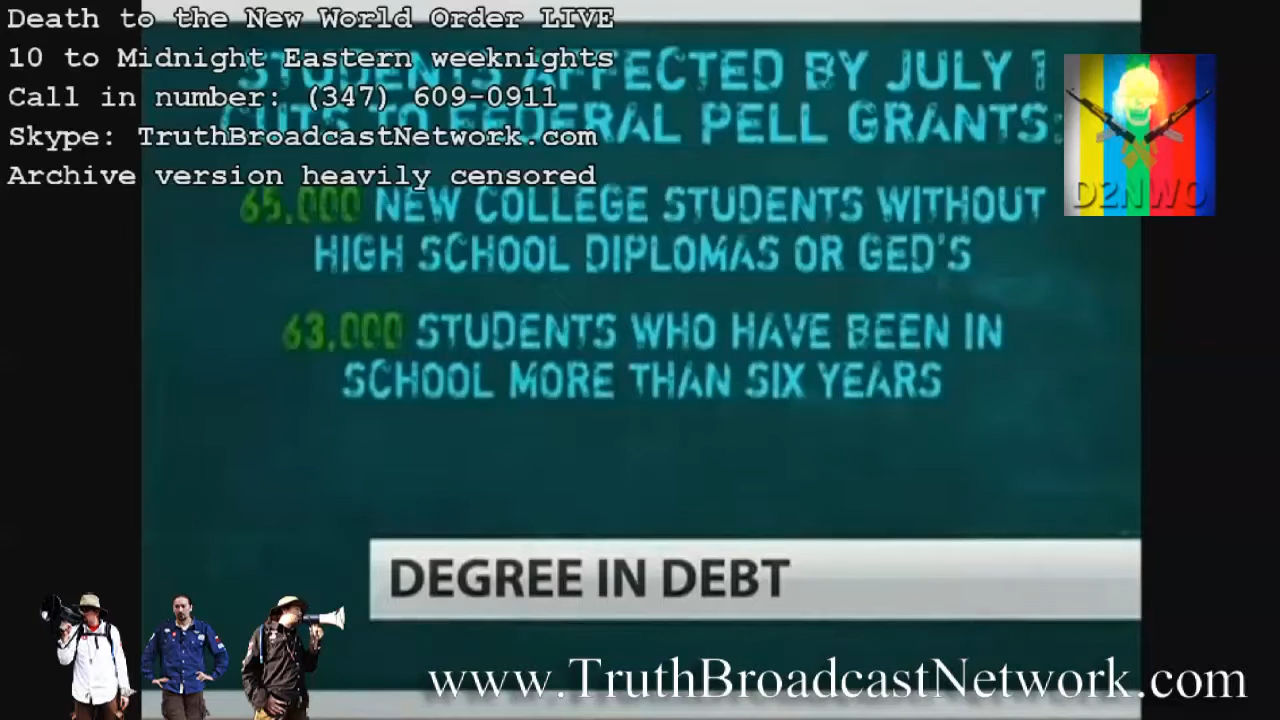 Death to the New World Order LIVE
10 to Midnight Eastern weeknights
Call in number: (347) 609-0911
Skype: TruthBroadcastNetwork.com
Archive version heavily censored
STUDENTS AFFECTED BY JULY 1
CUTS TO FEDERAL PELL GRANTS:
65,000 NEW COLLEGE STUDENTS WITHOUT
HIGH SCHOOL DIPLOMAS OR GED'S
63,000 STUDENTS WHO HAVE BEEN IN
SCHOOL MORE THAN SIX YEARS
D2NWO
DEGREE IN DEBT
www.TruthBroadcastNetwork.com